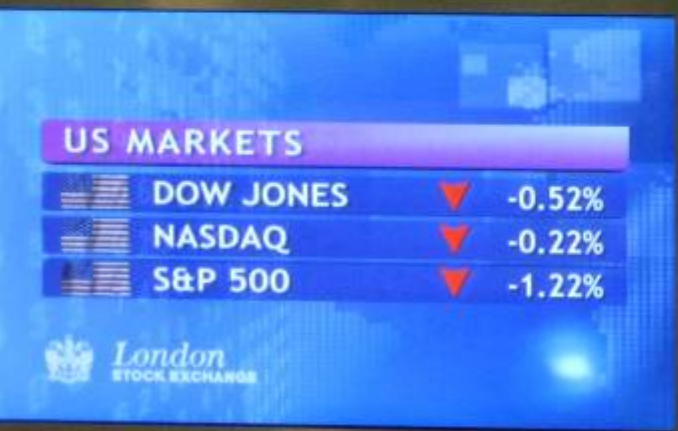 US MARKETS
DOW JONES -0.52%
NASDAQ -0.22%
S&P 500 -1.22%
London
STOCK EXCHANGE